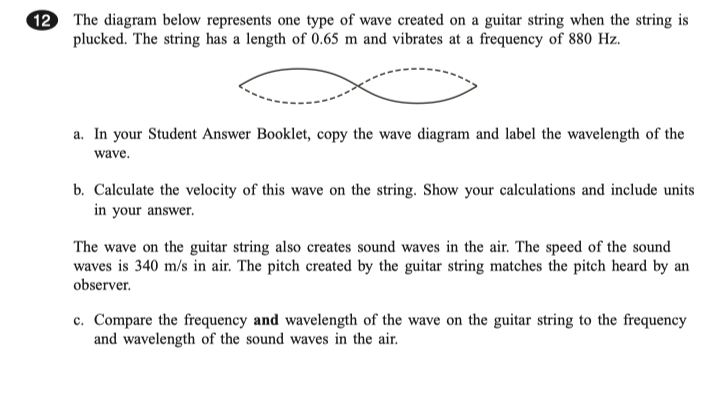 12 The diagram below represents one type of wave created on a guitar string when the string is
plucked. The string has a length of 0.65 m and vibrates at a frequency of 880 Hz.
a. In your Student Answer Booklet, copy the wave diagram and label the wavelength of the
wave.
b. Calculate the velocity of this wave on the string. Show your calculations and include units
in your answer.
The wave on the guitar string also creates sound waves in the air. The speed of the sound
waves is 340 m/s in air. The pitch created by the guitar string matches the pitch heard by an
observer.
c. Compare the frequency and wavelength of the wave on the guitar string to the frequency
and wavelength of the sound waves in the air.